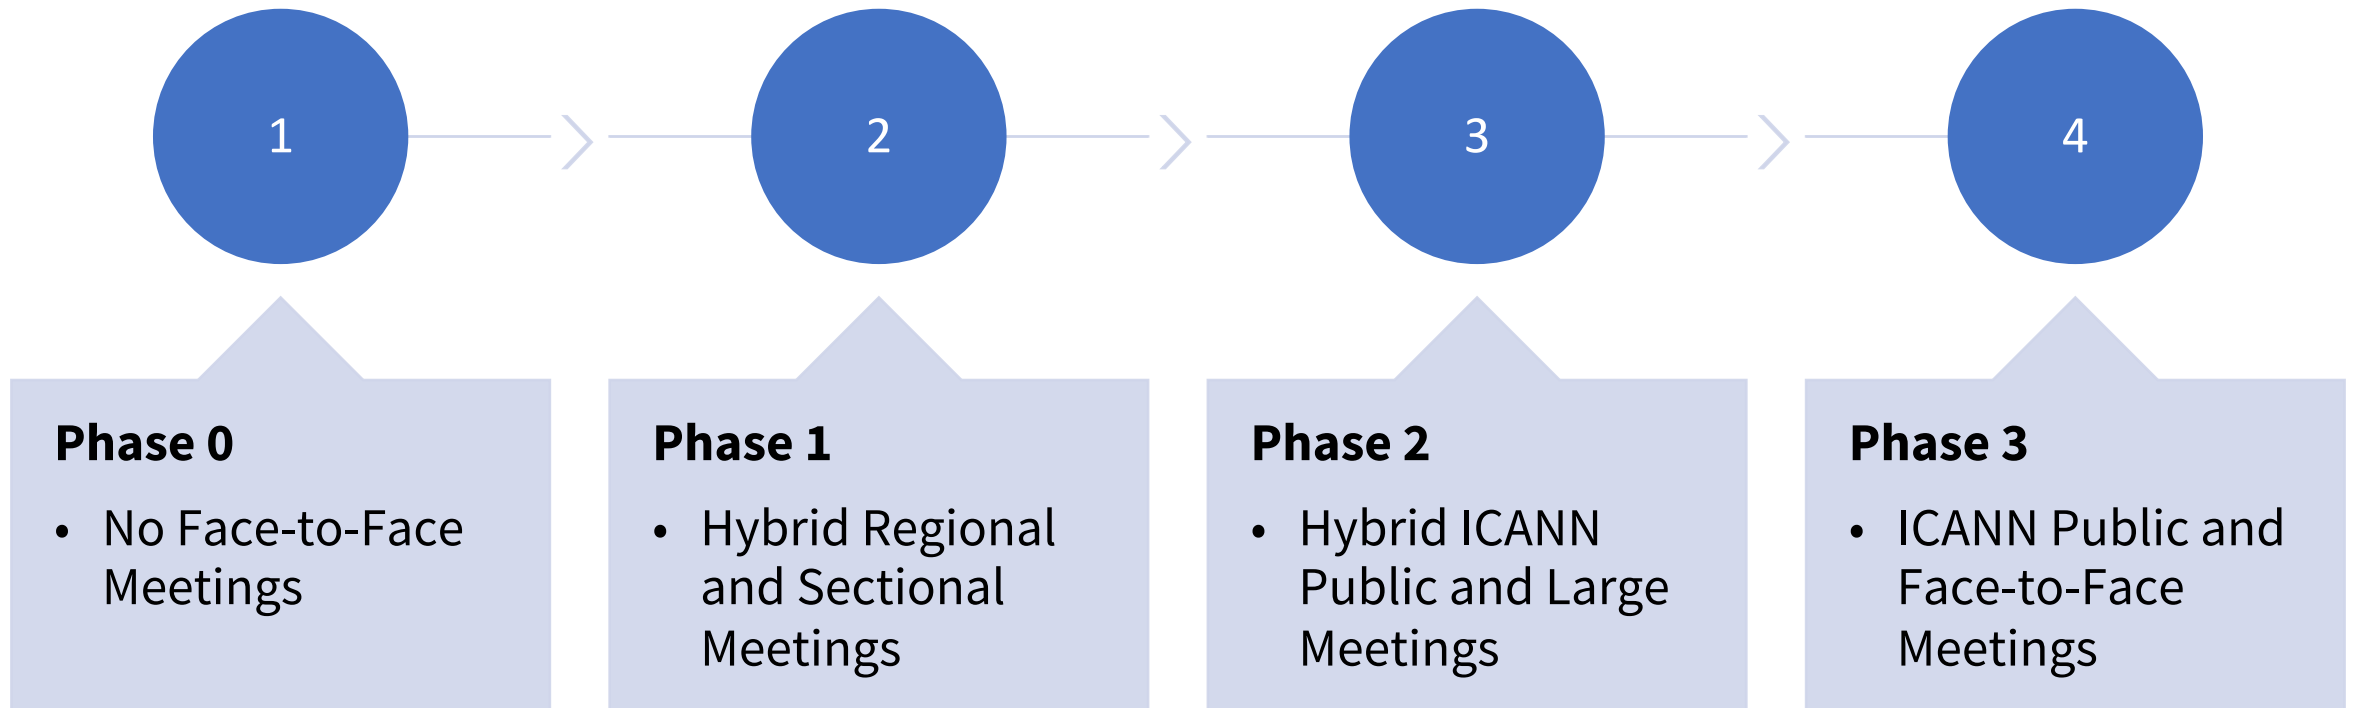 1
2
3
4
Phase 0
• No Face-to-Face
Meetings
Phase 1
• Hybrid Regional
and Sectional
Meetings
Phase 2
• Hybrid ICANN
Public and Large
Meetings
Phase 3
• ICANN Public and
Face-to-Face
Meetings